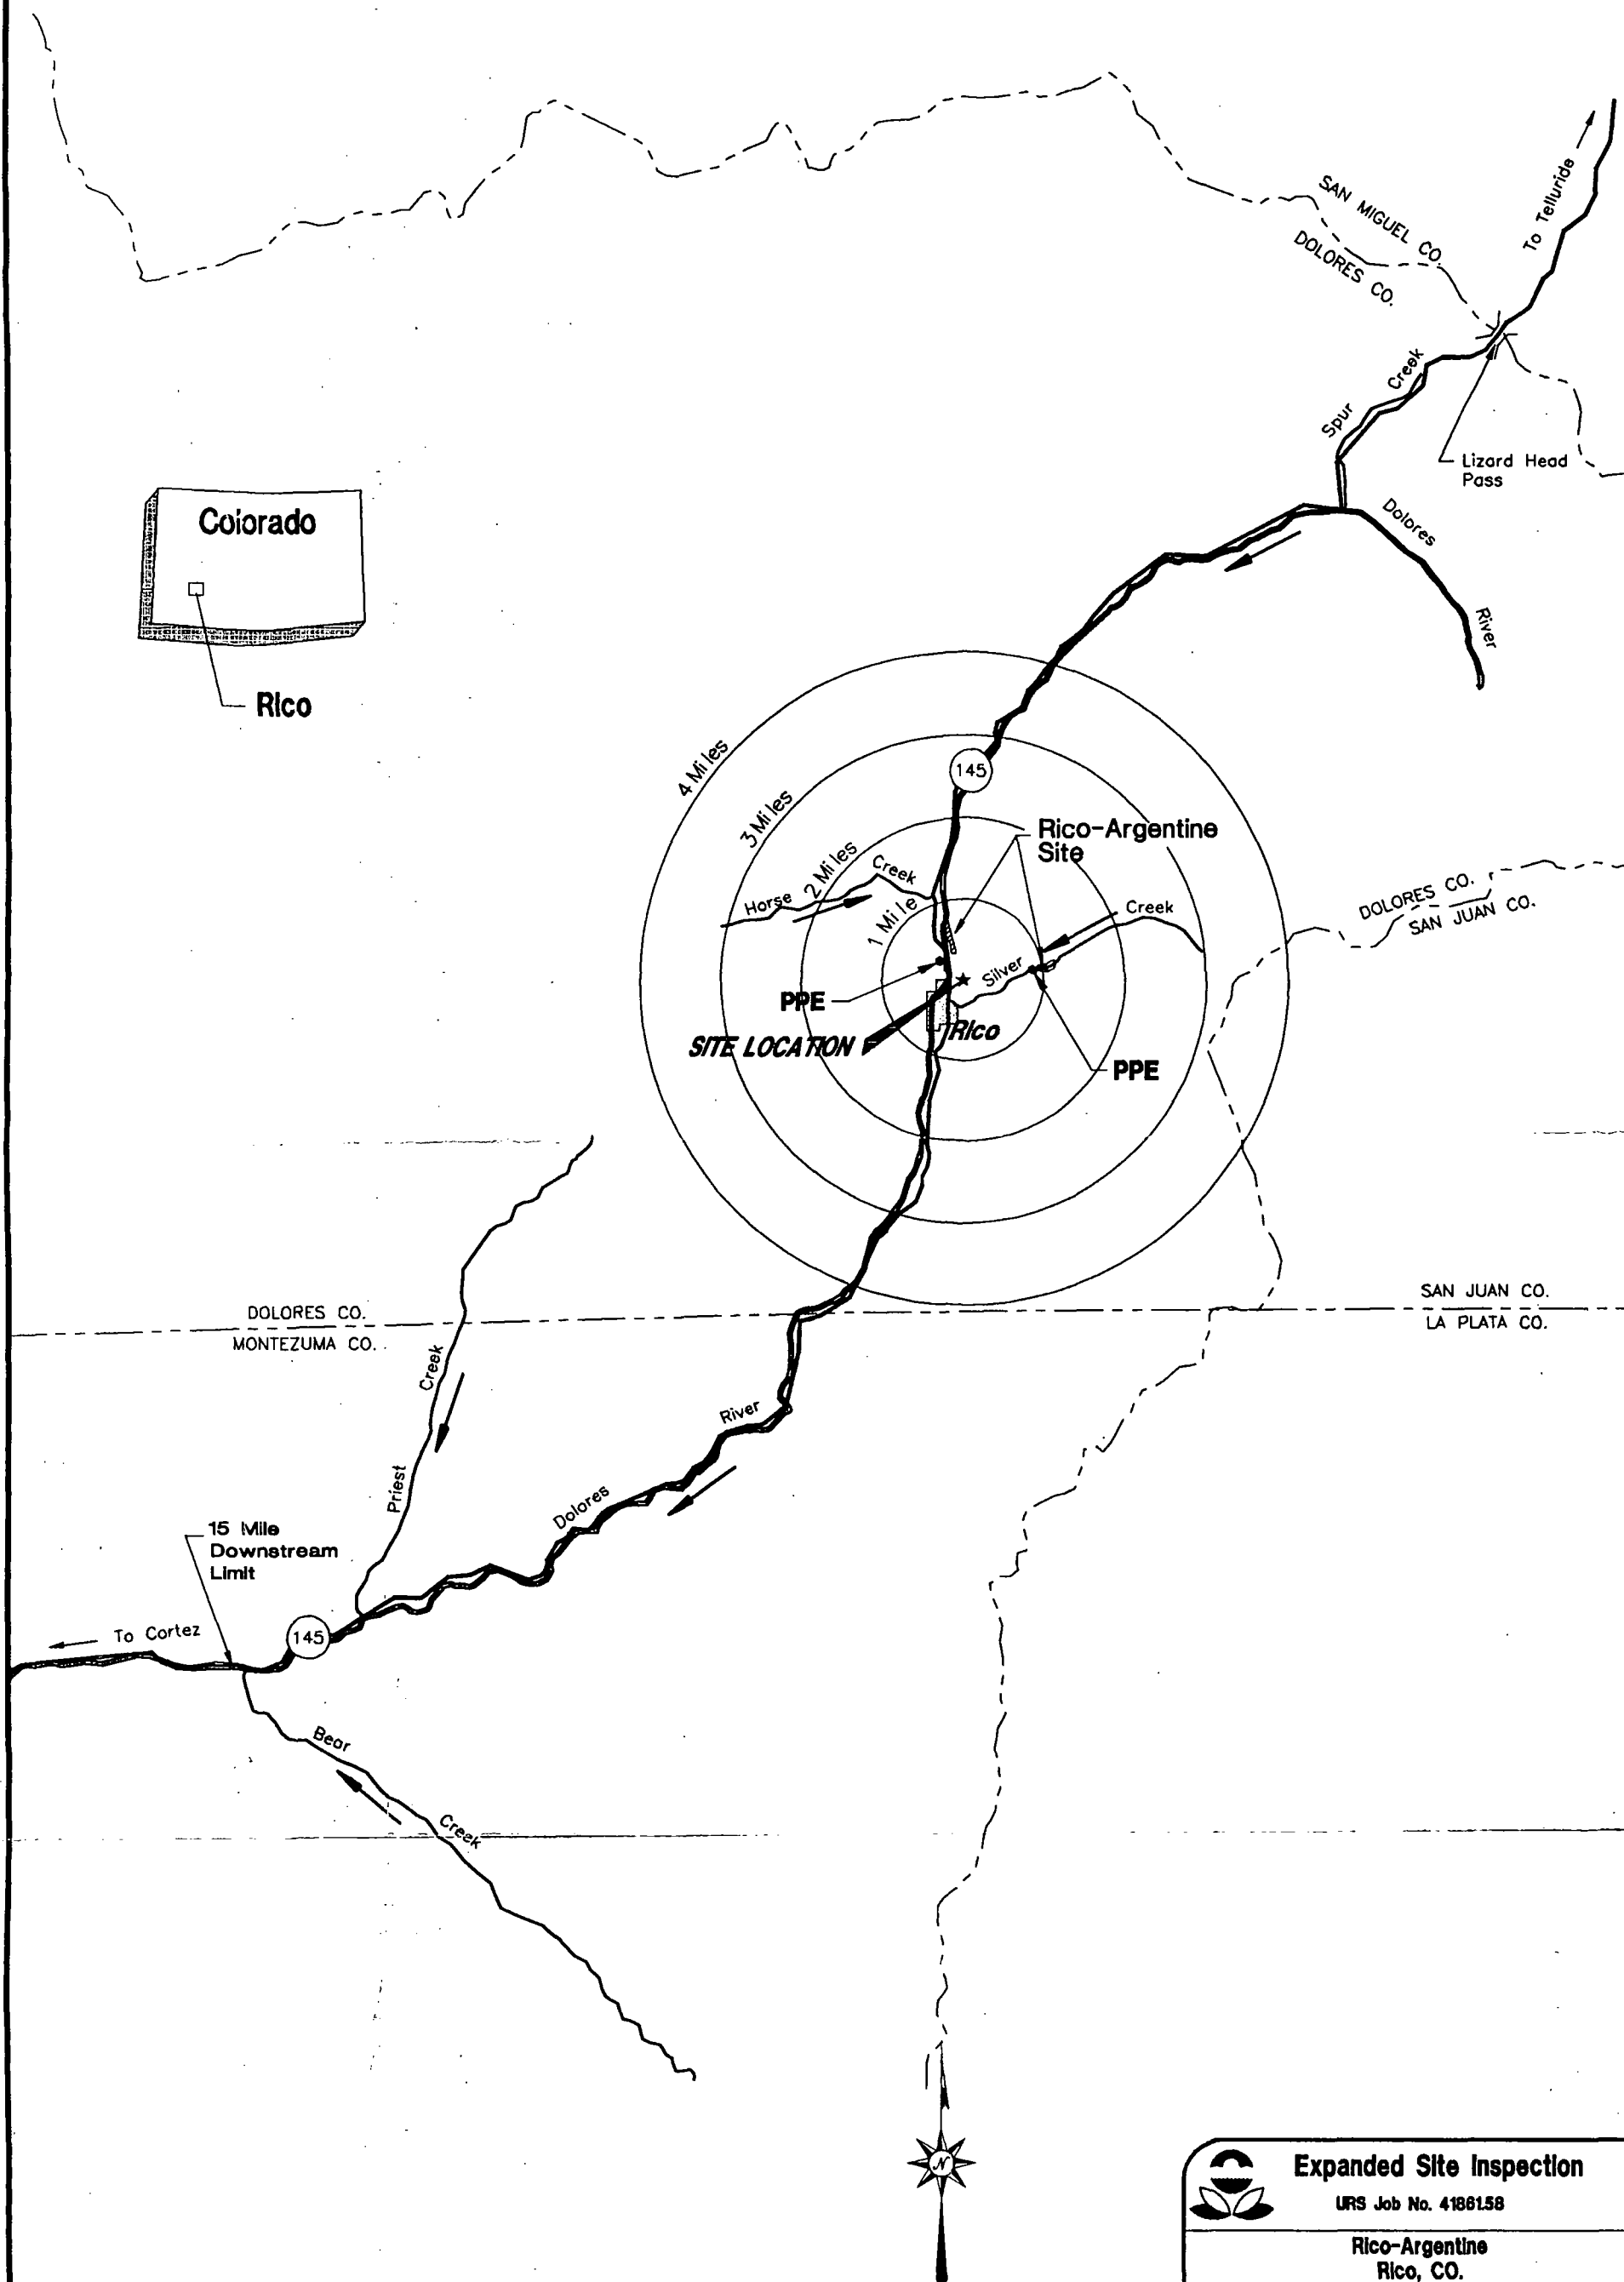 SAN MIGUEL CO.
DOLORES CO.
To Telluride
Spur Creek
Lizard Head
Pass
Dolores River
Colorado
Rico
4 Miles
3 Miles
2 Miles
1 Mile
145
Rico-Argentine
Site
Horse Creek
Silver Creek
DOLORES CO.
SAN JUAN CO.
PPE
SITE LOCATION
Rico
PPE
DOLORES CO.
MONTEZUMA CO.
SAN JUAN CO.
LA PLATA CO.
Priest Creek
Dolores River
15 Mile
Downstream
Limit
To Cortez
145
Bear Creek
N
Expanded Site Inspection
URS Job No. 41861.58
Rico-Argentine
Rico, CO.